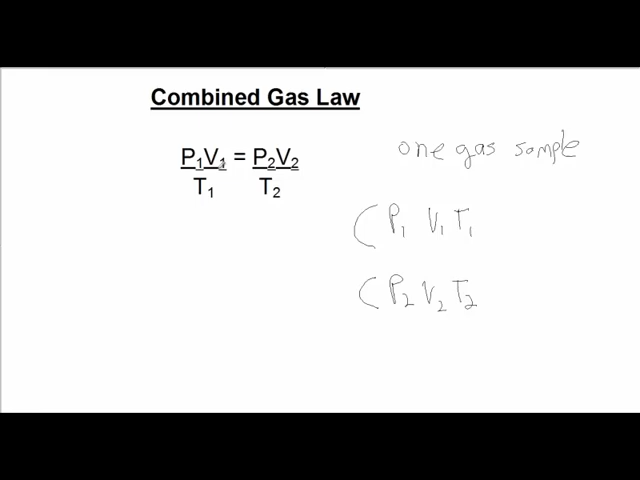 Combined Gas Law
P₁V₁ = P₂V₂
T₁ T₂
one gas sample
( P₁ V₁ T₁
( P₂ V₂ T₂